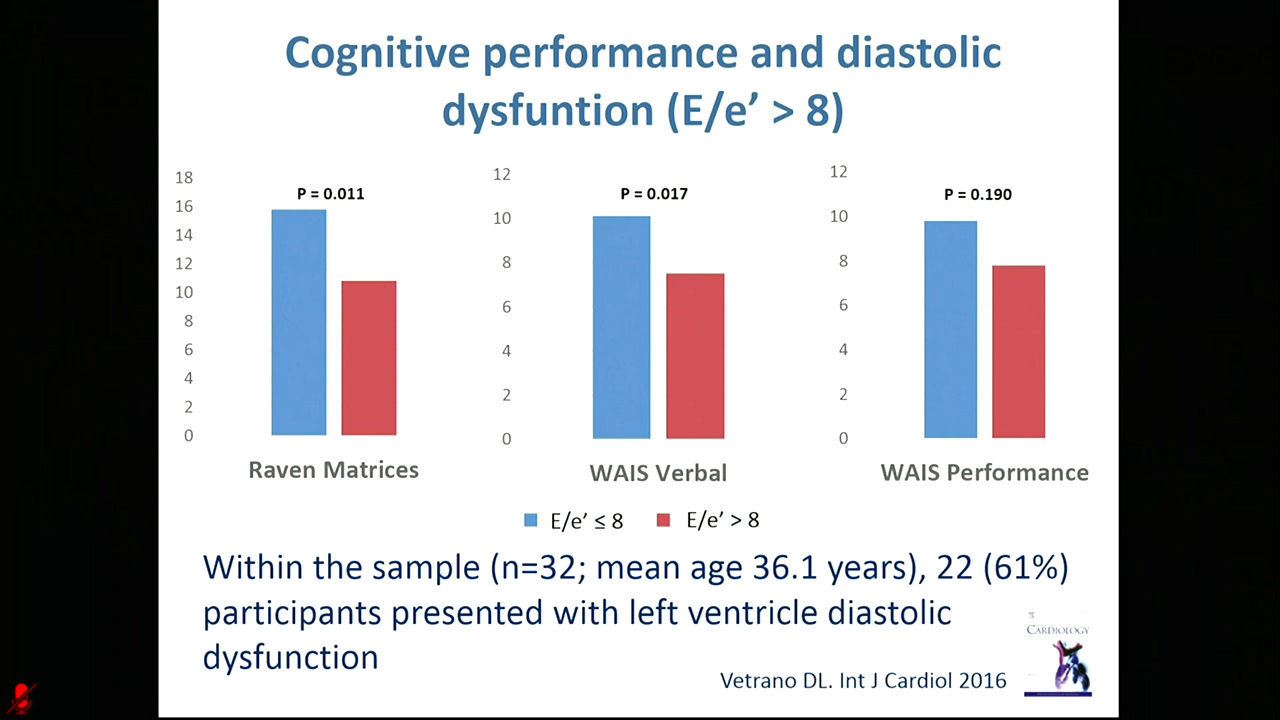 Cognitive performance and diastolic
dysfuntion (E/e’ > 8)
18
16
14
12
10
8
6
4
2
0
P = 0.011
Raven Matrices
12
10
8
6
4
2
0
P = 0.017
WAIS Verbal
12
10
8
6
4
2
0
P = 0.190
WAIS Performance
E/e’ ≤ 8
E/e’ > 8
Within the sample (n=32; mean age 36.1 years), 22 (61%)
participants presented with left ventricle diastolic
dysfunction
CARDIOLOGY
Vetrano DL. Int J Cardiol 2016